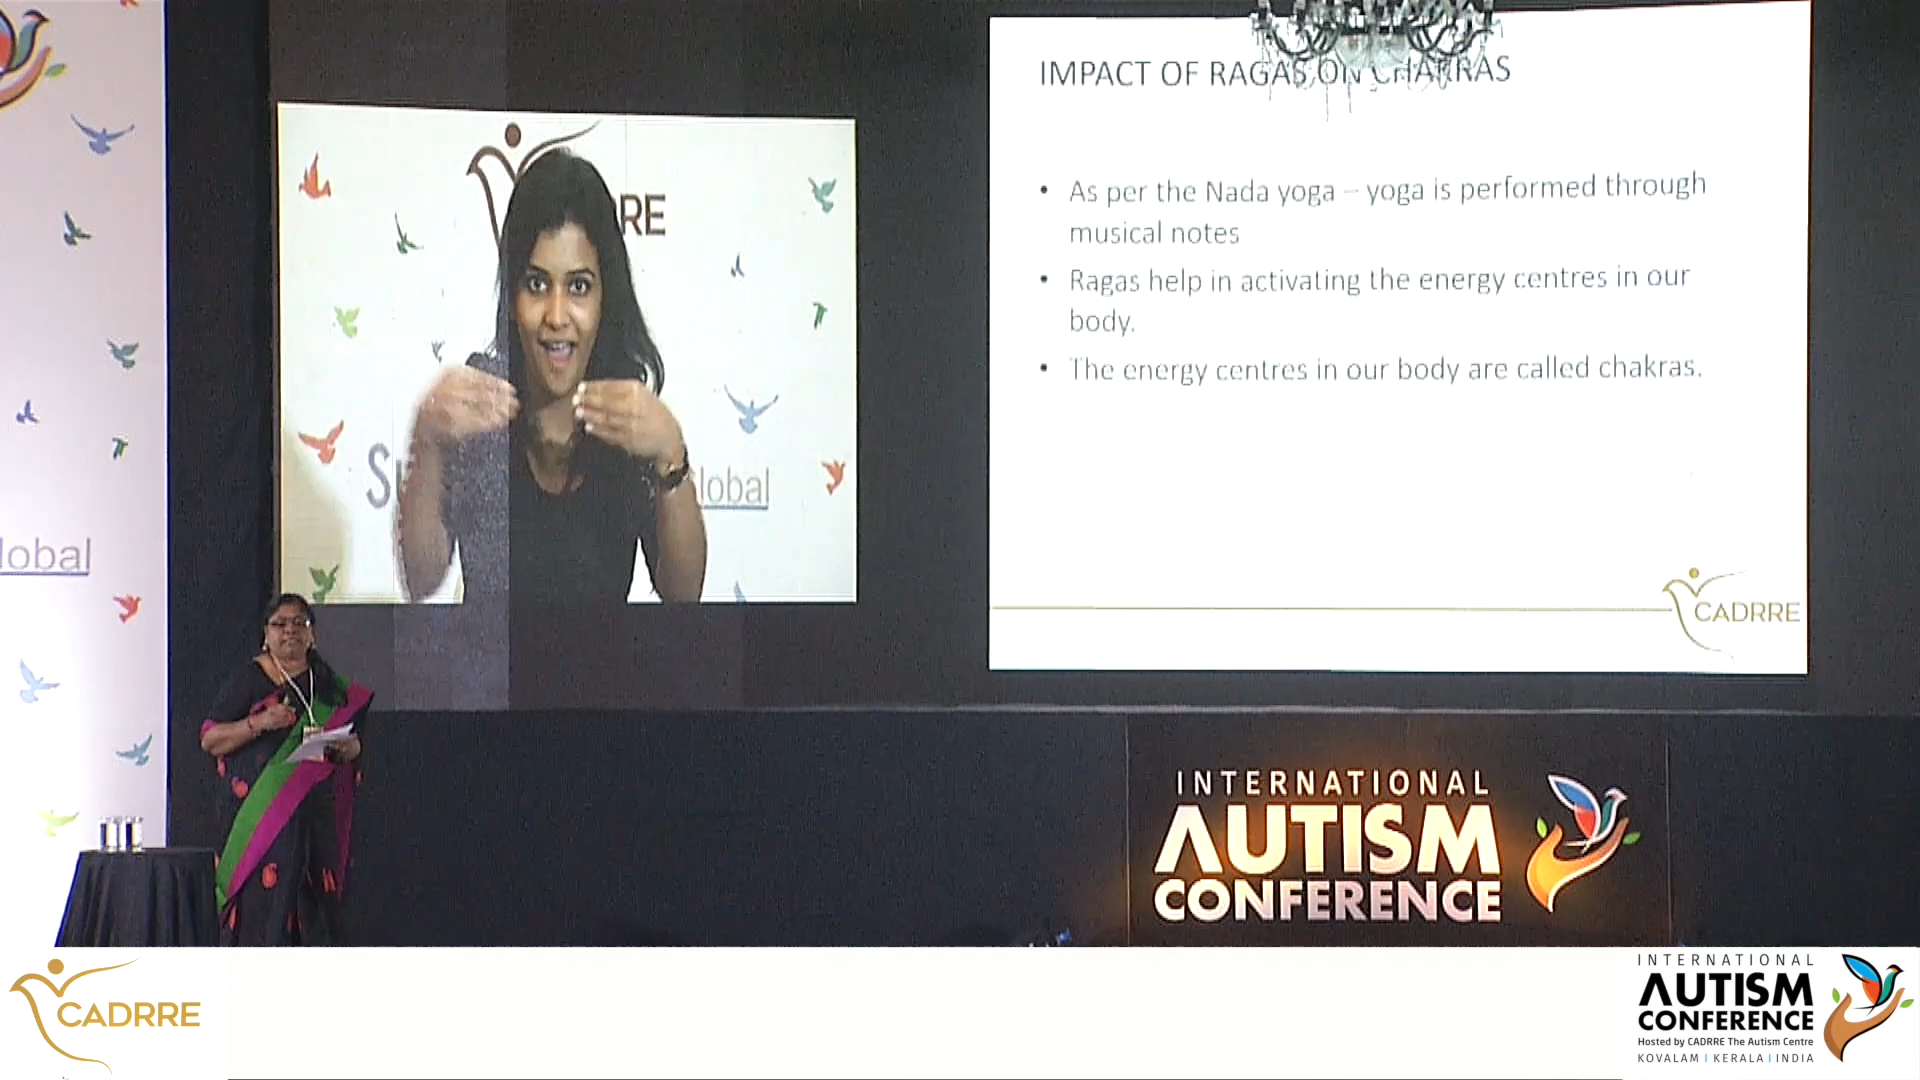 IMPACT OF RAGAS ON CHAKRAS
• As per the Nada yoga – yoga is performed through
musical notes
• Ragas help in activating the energy centres in our
body.
• The energy centres in our body are called chakras.
CADRRE
RE
S
lobal
lobal
INTERNATIONAL
AUTISM
CONFERENCE
CADRRE
INTERNATIONAL
AUTISM
CONFERENCE
Hosted by CADRRE The Autism Centre
KOVALAM | KERALA | INDIA